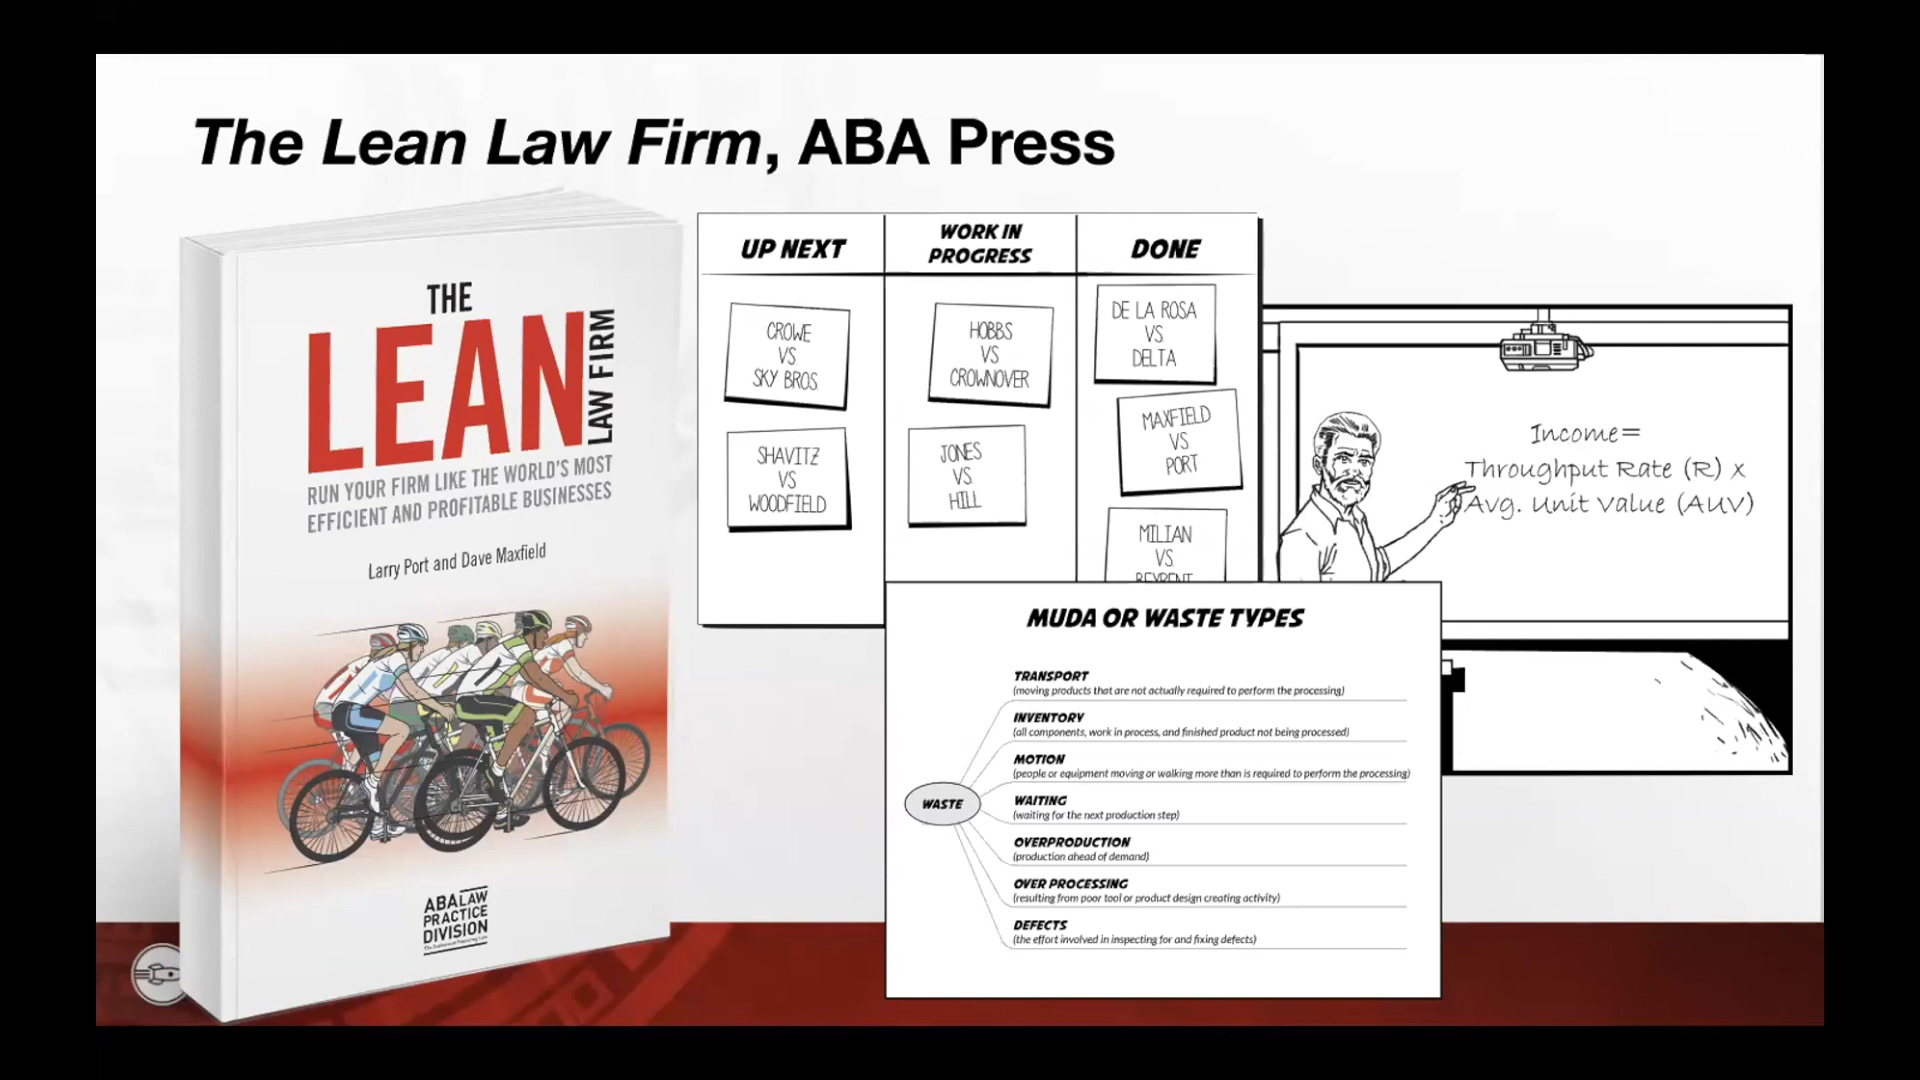 The Lean Law Firm, ABA Press
THE
LEAN
LAW FIRM
RUN YOUR FIRM LIKE THE WORLD'S MOST
EFFICIENT AND PROFITABLE BUSINESSES
Larry Port and Dave Maxfield
ABALAW
PRACTICE
DIVISION
UP NEXT
CROWE
VS
SKY BROS
SHAVITZ
VS
WOODFIELD
WORK IN
PROGRESS
HOBBS
VS
CROWNOVER
JONES
VS
HILL
DONE
DE LA ROSA
VS
DELTA
MAXFIELD
VS
PORT
MILIAN
VS
Income=
Throughput Rate (R) x
Avg. Unit Value (AUV)
MUDA OR WASTE TYPES
WASTE
TRANSPORT
(moving products that are not actually required to perform the processing)
INVENTORY
(all components, work in process, and finished product not being processed)
MOTION
(people or equipment moving or walking more than is required to perform the processing)
WAITING
(waiting for the next production step)
OVERPRODUCTION
(production ahead of demand)
OVER PROCESSING
(resulting from poor tool or product design creating activity)
DEFECTS
(the effort involved in inspecting for and fixing defects)